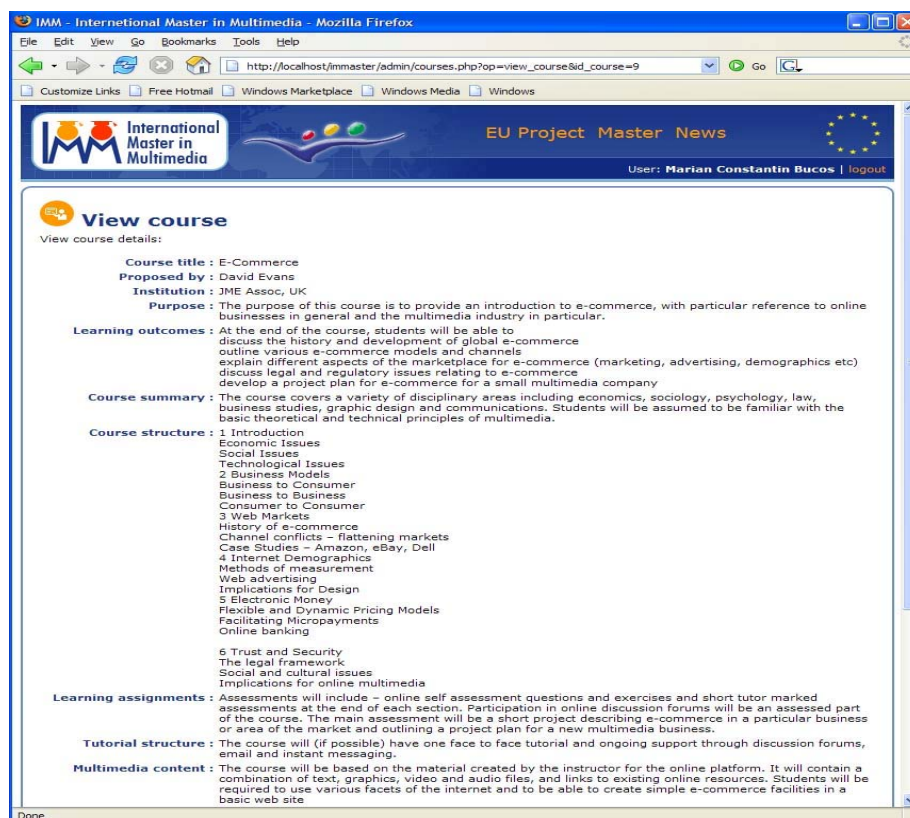 IMM - Internetional Master in Multimedia - Mozilla Firefox
File Edit View Go Bookmarks Tools Help
http://localhost/immaster/admin/courses.php?op=view_course&id_course=9 Go
Customize Links Free Hotmail Windows Marketplace Windows Media Windows
IMM International
Master in
Multimedia
EU Project Master News
User: Marian Constantin Bucos | logout
View course
View course details:
Course title : E-Commerce
Proposed by : David Evans
Institution : JME Assoc, UK
Purpose : The purpose of this course is to provide an introduction to e-commerce, with particular reference to online
businesses in general and the multimedia industry in particular.
Learning outcomes : At the end of the course, students will be able to
discuss the history and development of global e-commerce
outline various e-commerce models and channels
explain different aspects of the marketplace for e-commerce (marketing, advertising, demographics etc)
discuss legal and regulatory issues relating to e-commerce
develop a project plan for e-commerce for a small multimedia company
Course summary : The course covers a variety of disciplinary areas including economics, sociology, psychology, law,
business studies, graphic design and communications. Students will be assumed to be familiar with the
basic theoretical and technical principles of multimedia.
Course structure : 1 Introduction
Economic Issues
Social Issues
Technological Issues
2 Business Models
Business to Consumer
Business to Business
Consumer to Consumer
3 Web Markets
History of e-commerce
Channel conflicts – flattening markets
Case Studies – Amazon, eBay, Dell
4 Internet Demographics
Methods of measurement
Web advertising
Implications for Design
5 Electronic Money
Flexible and Dynamic Pricing Models
Facilitating Micropayments
Online banking
6 Trust and Security
The legal framework
Social and cultural issues
Implications for online multimedia
Learning assignments : Assessments will include – online self assessment questions and exercises and short tutor marked
assessments at the end of each section. Participation in online discussion forums will be an assessed part
of the course. The main assessment will be a short project describing e-commerce in a particular business
or area of the market and outlining a project plan for a new multimedia business.
Tutorial structure : The course will (if possible) have one face to face tutorial and ongoing support through discussion forums,
email and instant messaging.
Multimedia content : The course will be based on the material created by the instructor for the online platform. It will contain a
combination of text, graphics, video and audio files, and links to existing online resources. Students will be
required to use various facets of the internet and to be able to create simple e-commerce facilities in a
basic web site
Done